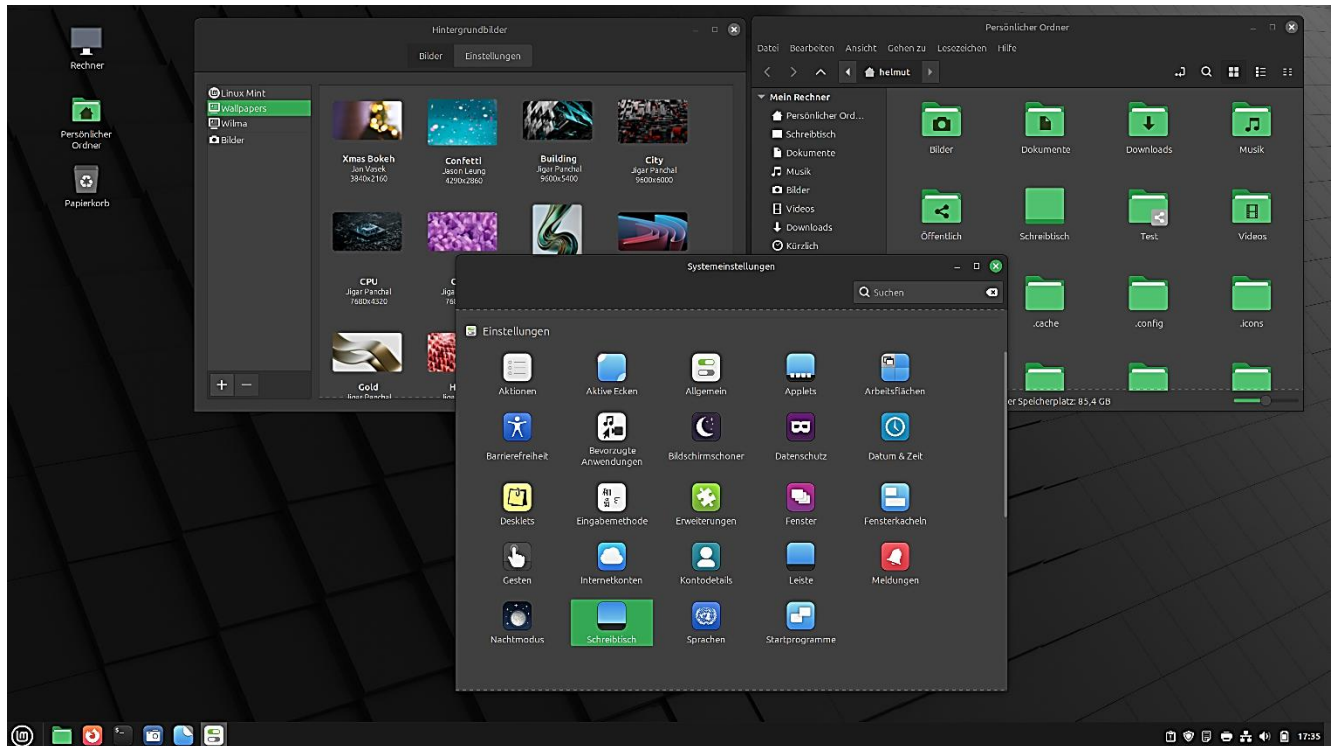 Rechner
Persönlicher
Ordner
Papierkorb
Hintergrundbilder
Bilder Einstellungen
Linux Mint
Wallpapers
Wilma
Bilder
Xmas Bokeh
Jan Vasek
3840x2160
Confetti
Jason Leung
4290x2860
Building
Jigar Panchal
9600x5400
City
Jigar Panchal
9600x6000
CPU
Jigar Panchal
7680x4320
Gold
Jigar Panchal
Persönlicher Ordner
Datei Bearbeiten Ansicht Gehen zu Lesezeichen Hilfe
helmut
Mein Rechner
Persönlicher Ord...
Schreibtisch
Dokumente
Musik
Bilder
Videos
Downloads
Kürzlich
Bilder Dokumente Downloads Musik
Öffentlich Schreibtisch Test Videos
.cache .config .icons
er Speicherplatz: 85,4 GB
Systemeinstellungen
Suchen
Einstellungen
Aktionen Aktive Ecken Allgemein Applets Arbeitsflächen
Barrierefreiheit Bevorzugte Anwendungen Bildschirmschoner Datenschutz Datum & Zeit
Desklets Eingabemethode Erweiterungen Fenster Fensterkacheln
Gesten Internetkonten Kontodetails Leiste Meldungen
Nachtmodus Schreibtisch Sprachen Startprogramme
17:35